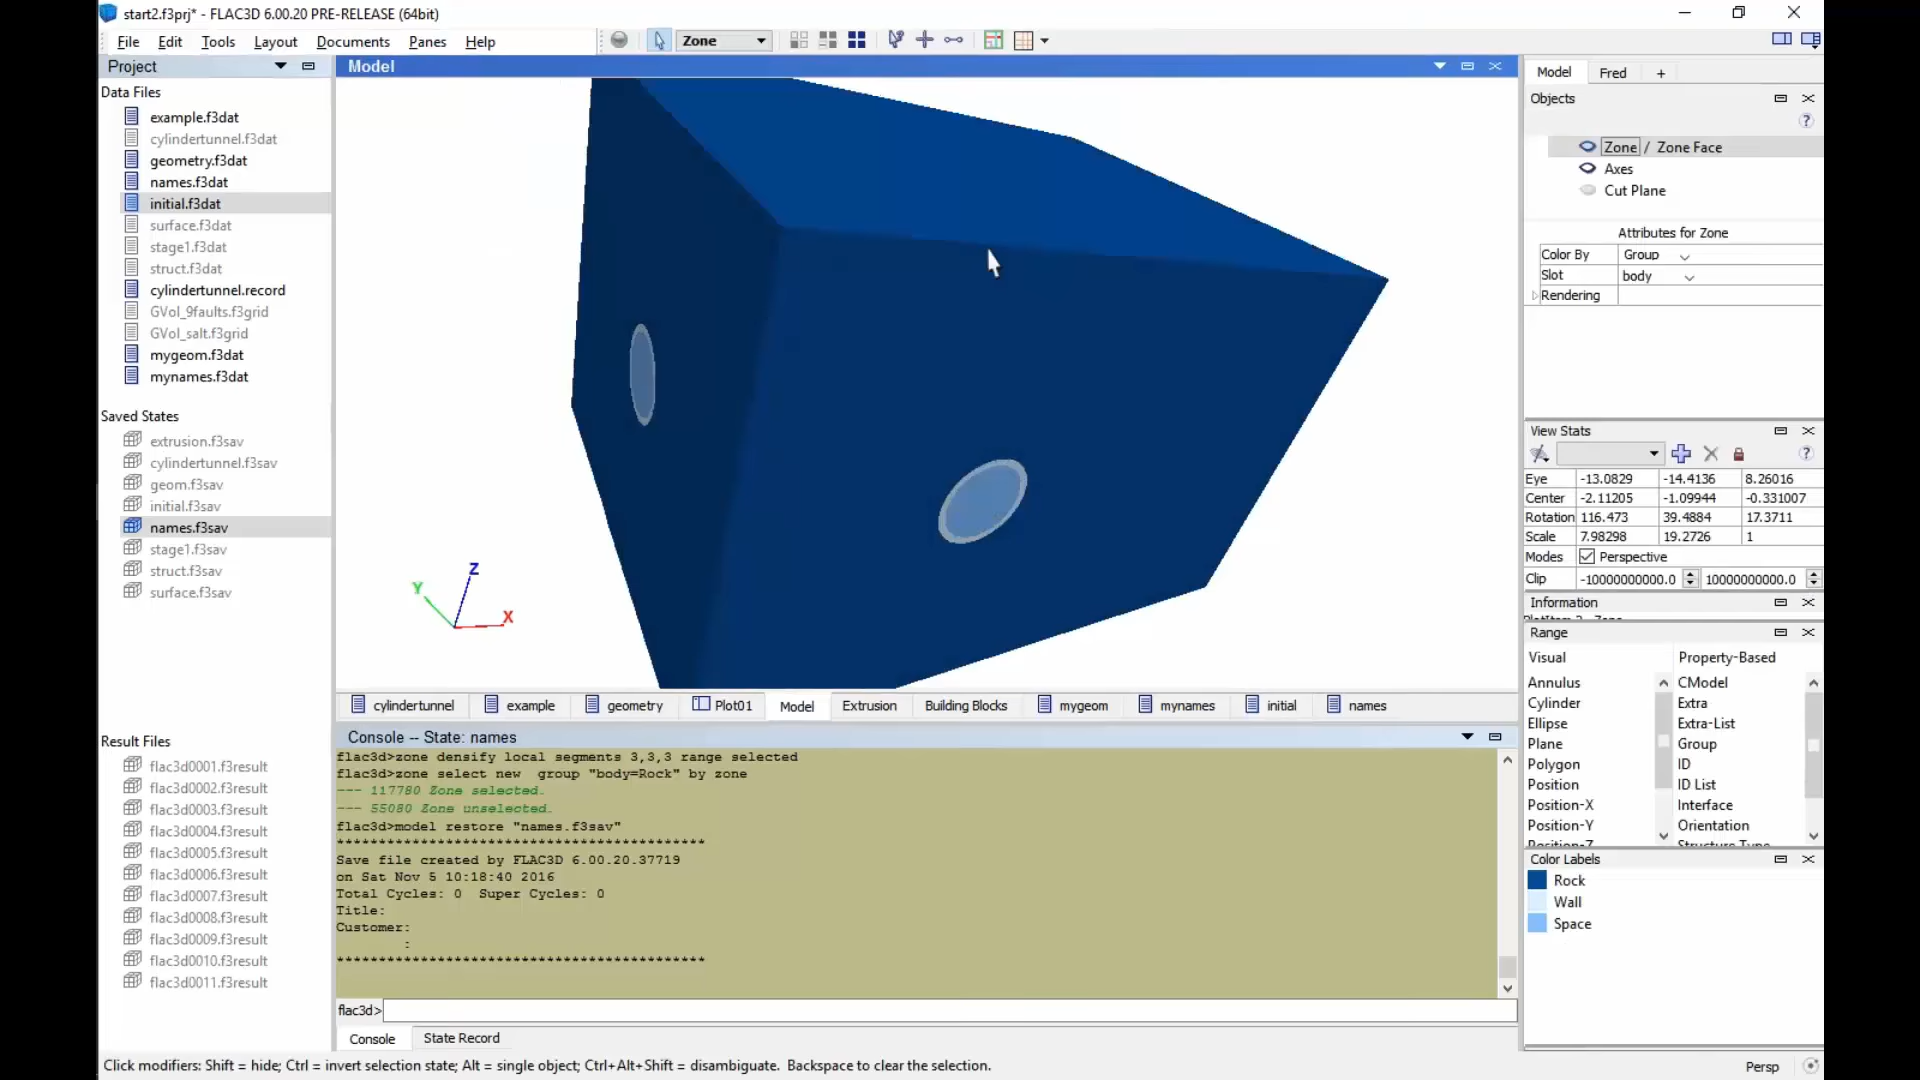 start2.f3prj* - FLAC3D 6.00.20 PRE-RELEASE (64bit)
File Edit Tools Layout Documents Panes Help
Zone
Project
Data Files
example.f3dat
cylindertunnel.f3dat
geometry.f3dat
names.f3dat
initial.f3dat
surface.f3dat
stage1.f3dat
struct.f3dat
cylindertunnel.record
GVol_9faults.f3grid
GVol_salt.f3grid
mygeom.f3dat
mynames.f3dat
Saved States
extrusion.f3sav
cylindertunnel.f3sav
geom.f3sav
initial.f3sav
names.f3sav
stage1.f3sav
struct.f3sav
surface.f3sav
Result Files
flac3d0001.f3result
flac3d0002.f3result
flac3d0003.f3result
flac3d0004.f3result
flac3d0005.f3result
flac3d0006.f3result
flac3d0007.f3result
flac3d0008.f3result
flac3d0009.f3result
flac3d0010.f3result
flac3d0011.f3result
Model
Z
Y
X
cylindertunnel example geometry Plot01 Model Extrusion Building Blocks mygeom mynames initial names
Console -- State: names
flac3d>zone densify local segments 3,3,3 range selected
flac3d>zone select new group "body=Rock" by zone
--- 117780 Zone selected.
--- 55080 Zone unselected.
flac3d>model restore "names.f3sav"
********************************************
Save file created by FLAC3D 6.00.20.37719
on Sat Nov 5 10:18:40 2016
Total Cycles: 0 Super Cycles: 0
Title:
Customer:
:
********************************************
flac3d>
Console State Record
Model Fred +
Objects
?
Zone / Zone Face
Axes
Cut Plane
Attributes for Zone
Color By Group
Slot body
Rendering
View Stats
?
Eye -13.0829 -14.4136 8.26016
Center -2.11205 -1.09944 -0.331007
Rotation 116.473 39.4884 17.3711
Scale 7.98298 19.2726 1
Modes Perspective
Clip -10000000000.0 10000000000.0
Information
Range
Visual Property-Based
Annulus CModel
Cylinder Extra
Ellipse Extra-List
Plane Group
Polygon ID
Position ID List
Position-X Interface
Position-Y Orientation
Position-Z Structure Type
Color Labels
Rock
Wall
Space
Click modifiers: Shift = hide; Ctrl = invert selection state; Alt = single object; Ctrl+Alt+Shift = disambiguate. Backspace to clear the selection.
Persp